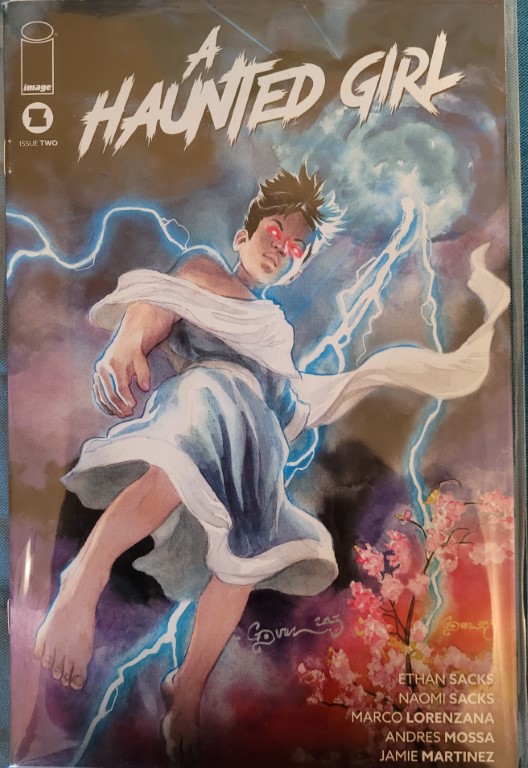 image
A
HAUNTED GIRL
ISSUE TWO
ETHAN SACKS
NAOMI SACKS
MARCO LORENZANA
ANDRES MOSSA
JAMIE MARTINEZ